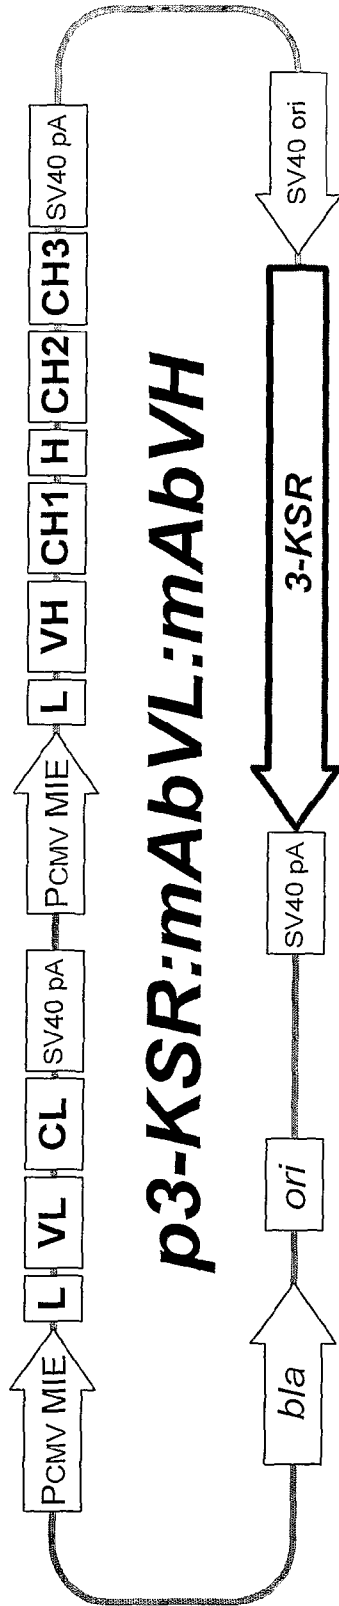 PCMV MIE L VL CL SV40 pA PCMV MIE L VH CH1 H CH2 CH3 SV40 pA
p3-KSR:mAbVL:mAbVH
bla ori SV40 pA 3-KSR SV40 ori